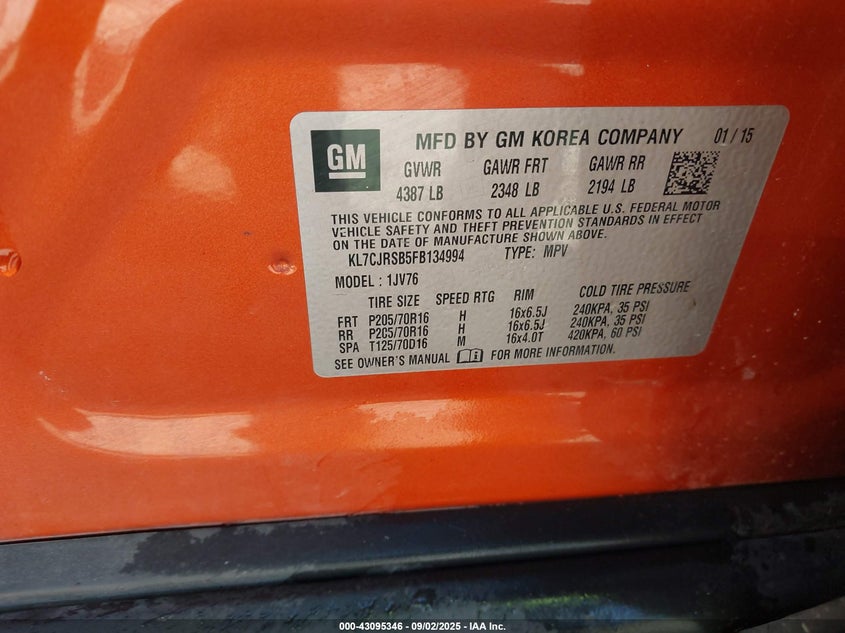 GM
MFD BY GM KOREA COMPANY 01 / 15
GVWR GAWR FRT GAWR RR
4387 LB 2348 LB 2194 LB
THIS VEHICLE CONFORMS TO ALL APPLICABLE U.S. FEDERAL MOTOR
VEHICLE SAFETY AND THEFT PREVENTION STANDARDS IN EFFECT
ON THE DATE OF MANUFACTURE SHOWN ABOVE.
KL7CJRSB5FB134994 TYPE: MPV
MODEL : 1JV76
TIRE SIZE SPEED RTG RIM COLD TIRE PRESSURE
FRT P205/70R16 H 16x6.5J 240KPA, 35 PSI
RR P205/70R16 H 16x6.5J 240KPA, 35 PSI
SPA T125/70D16 M 16x4.0T 420KPA, 60 PSI
SEE OWNER'S MANUAL FOR MORE INFORMATION.
000-43095346 - 09/02/2025 - IAA Inc.